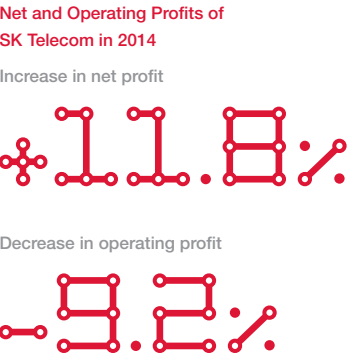 Net and Operating Profits of
SK Telecom in 2014
Increase in net profit
+11.8%
Decrease in operating profit
-9.2%